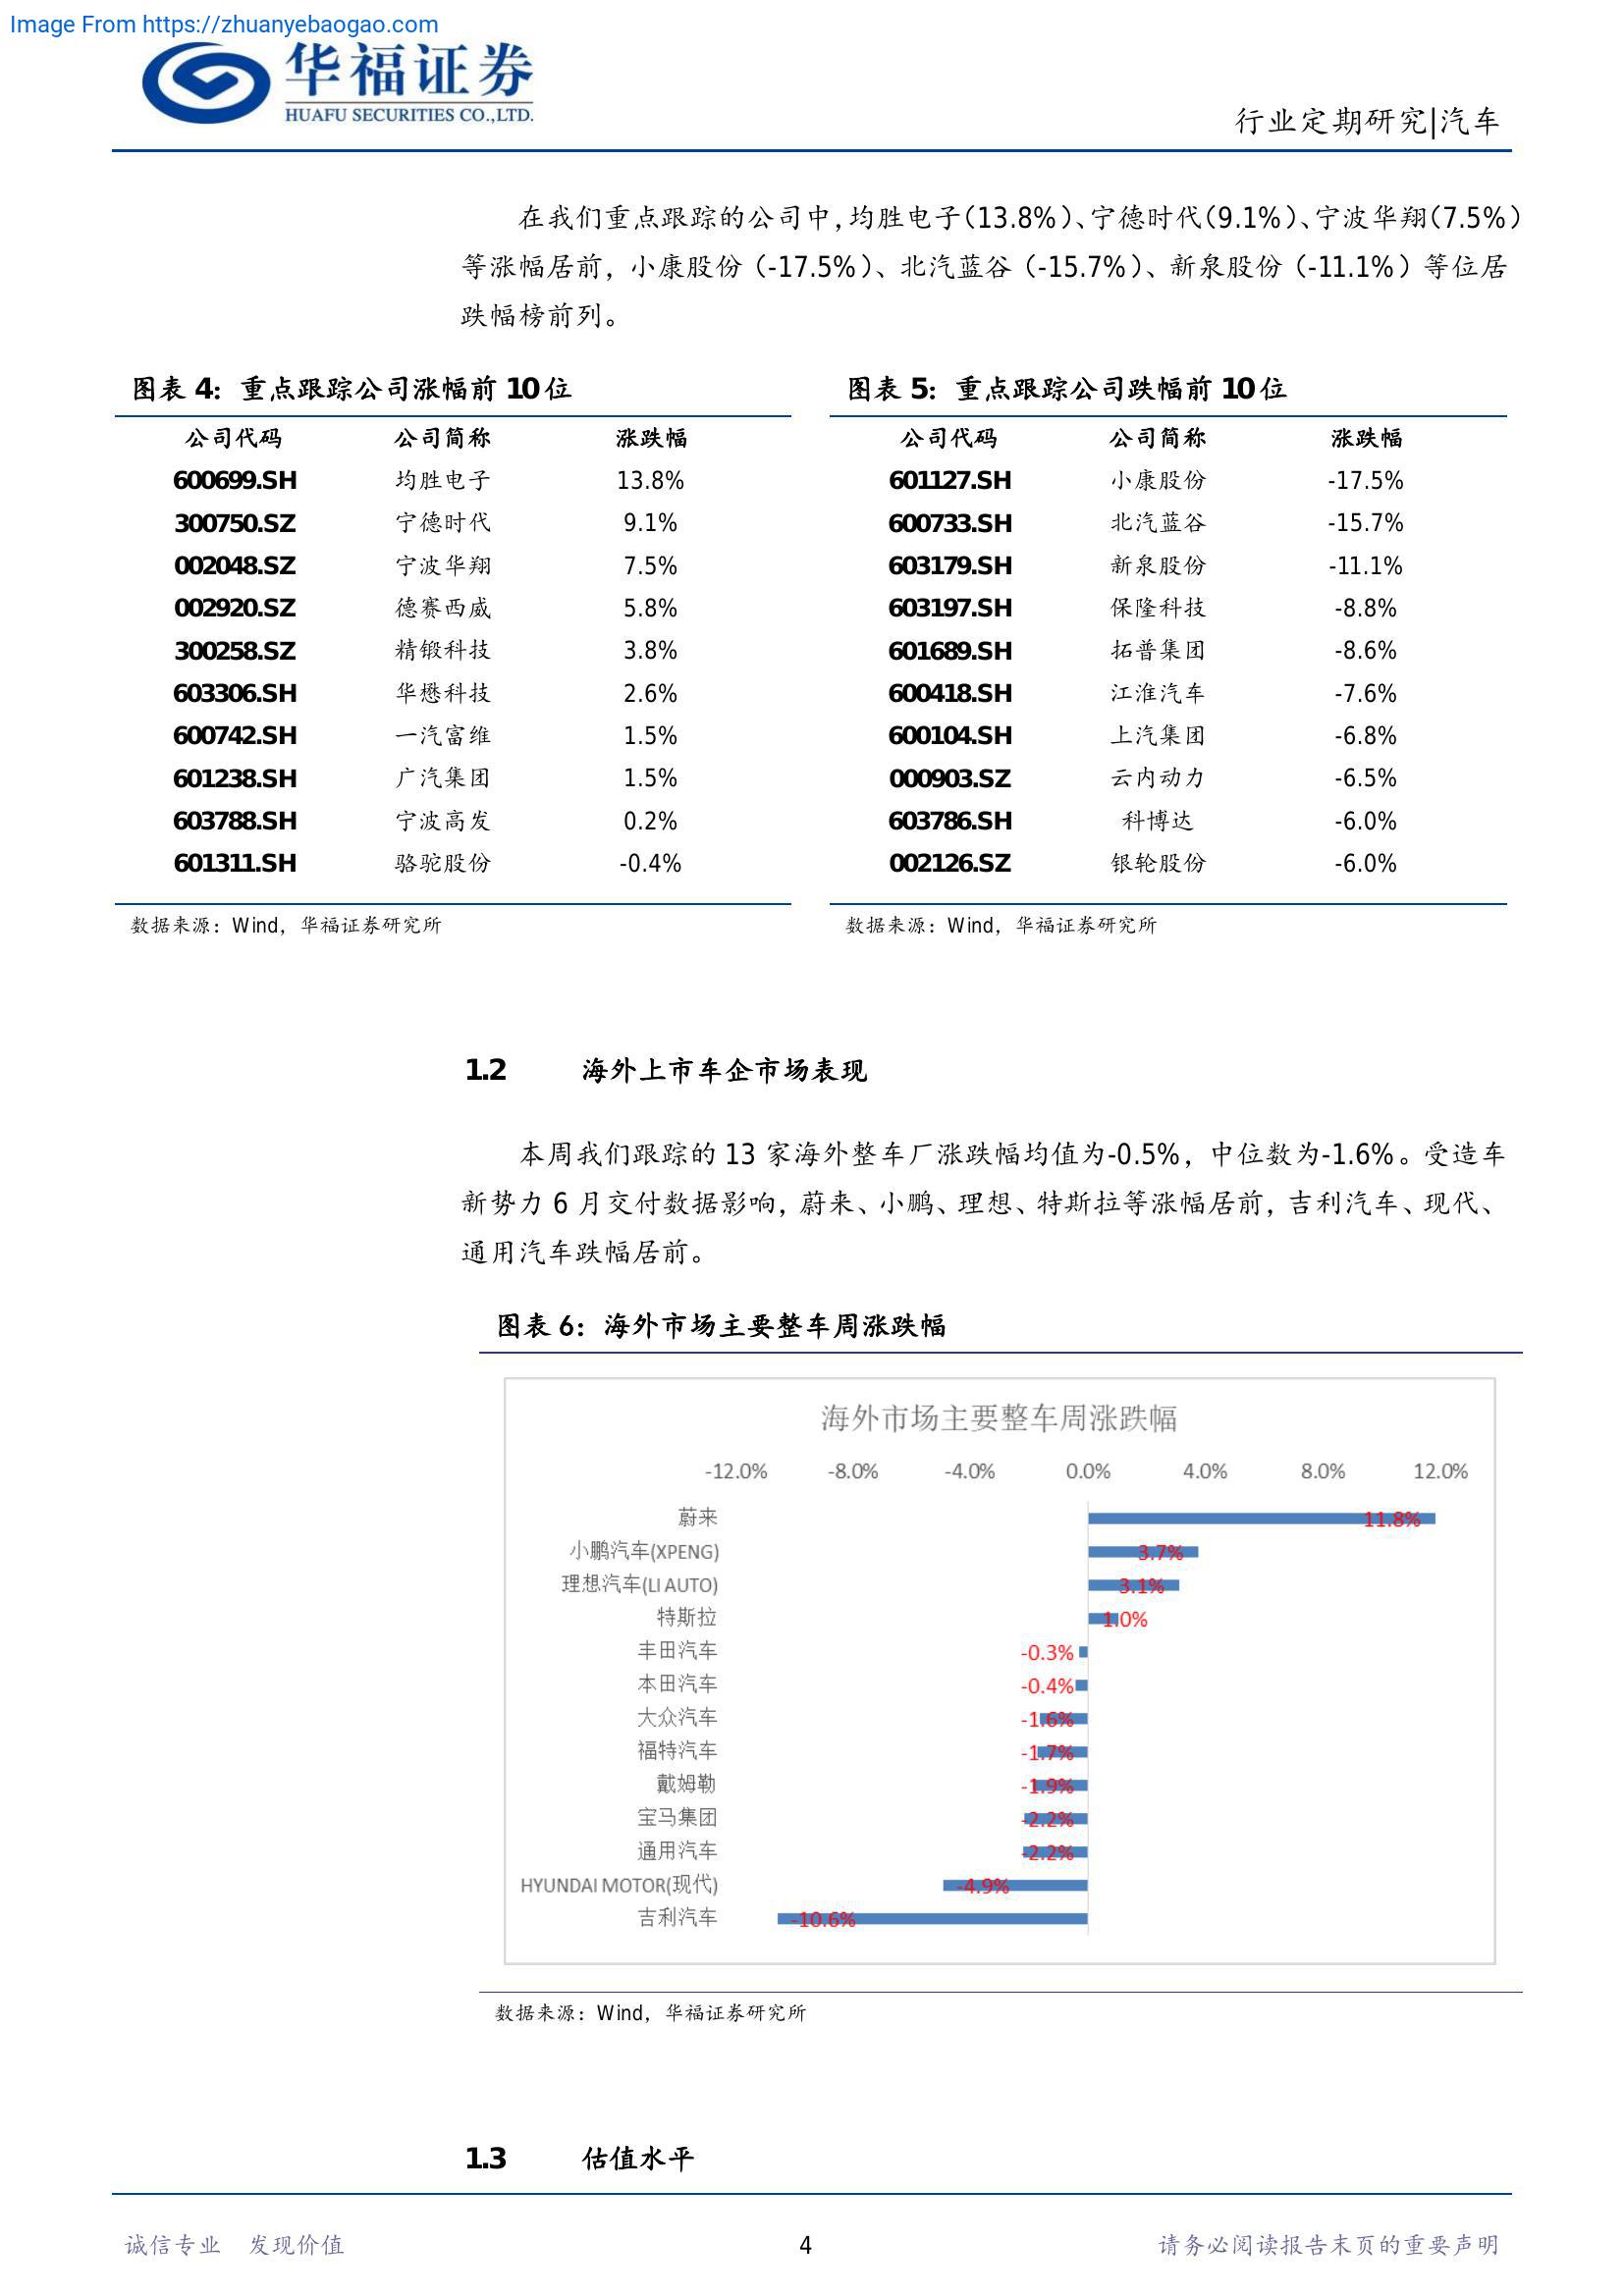 Image From https://zhuanyebaogao.com
华福证券
HUAFU SECURITIES CO.,LTD.
行业定期研究|汽车
在我们重点跟踪的公司中,均胜电子(13.8%)、宁德时代(9.1%)、宁波华翔(7.5%)
等涨幅居前，小康股份（-17.5%）、北汽蓝谷（-15.7%）、新泉股份（-11.1%）等位居
跌幅榜前列。
图表 4：重点跟踪公司涨幅前 10 位
公司代码 公司简称 涨跌幅
600699.SH 均胜电子 13.8%
300750.SZ 宁德时代 9.1%
002048.SZ 宁波华翔 7.5%
002920.SZ 德赛西威 5.8%
300258.SZ 精锻科技 3.8%
603306.SH 华懋科技 2.6%
600742.SH 一汽富维 1.5%
601238.SH 广汽集团 1.5%
603788.SH 宁波高发 0.2%
601311.SH 骆驼股份 -0.4%
数据来源：Wind，华福证券研究所
图表 5：重点跟踪公司跌幅前 10 位
公司代码 公司简称 涨跌幅
601127.SH 小康股份 -17.5%
600733.SH 北汽蓝谷 -15.7%
603179.SH 新泉股份 -11.1%
603197.SH 保隆科技 -8.8%
601689.SH 拓普集团 -8.6%
600418.SH 江淮汽车 -7.6%
600104.SH 上汽集团 -6.8%
000903.SZ 云内动力 -6.5%
603786.SH 科博达 -6.0%
002126.SZ 银轮股份 -6.0%
数据来源：Wind，华福证券研究所
1.2 海外上市车企市场表现
本周我们跟踪的 13 家海外整车厂涨跌幅均值为-0.5%，中位数为-1.6%。受造车
新势力 6 月交付数据影响，蔚来、小鹏、理想、特斯拉等涨幅居前，吉利汽车、现代、
通用汽车跌幅居前。
图表 6：海外市场主要整车周涨跌幅
海外市场主要整车周涨跌幅
-12.0% -8.0% -4.0% 0.0% 4.0% 8.0% 12.0%
蔚来 11.8%
小鹏汽车(XPENG) 3.7%
理想汽车(LI AUTO) 3.1%
特斯拉 1.0%
丰田汽车 -0.3%
本田汽车 -0.4%
大众汽车 -1.6%
福特汽车 -1.7%
戴姆勒 -1.9%
宝马集团 -2.2%
通用汽车 -2.2%
HYUNDAI MOTOR(现代) -4.9%
吉利汽车 -10.6%
数据来源：Wind，华福证券研究所
1.3 估值水平
诚信专业 发现价值
4
请务必阅读报告末页的重要声明